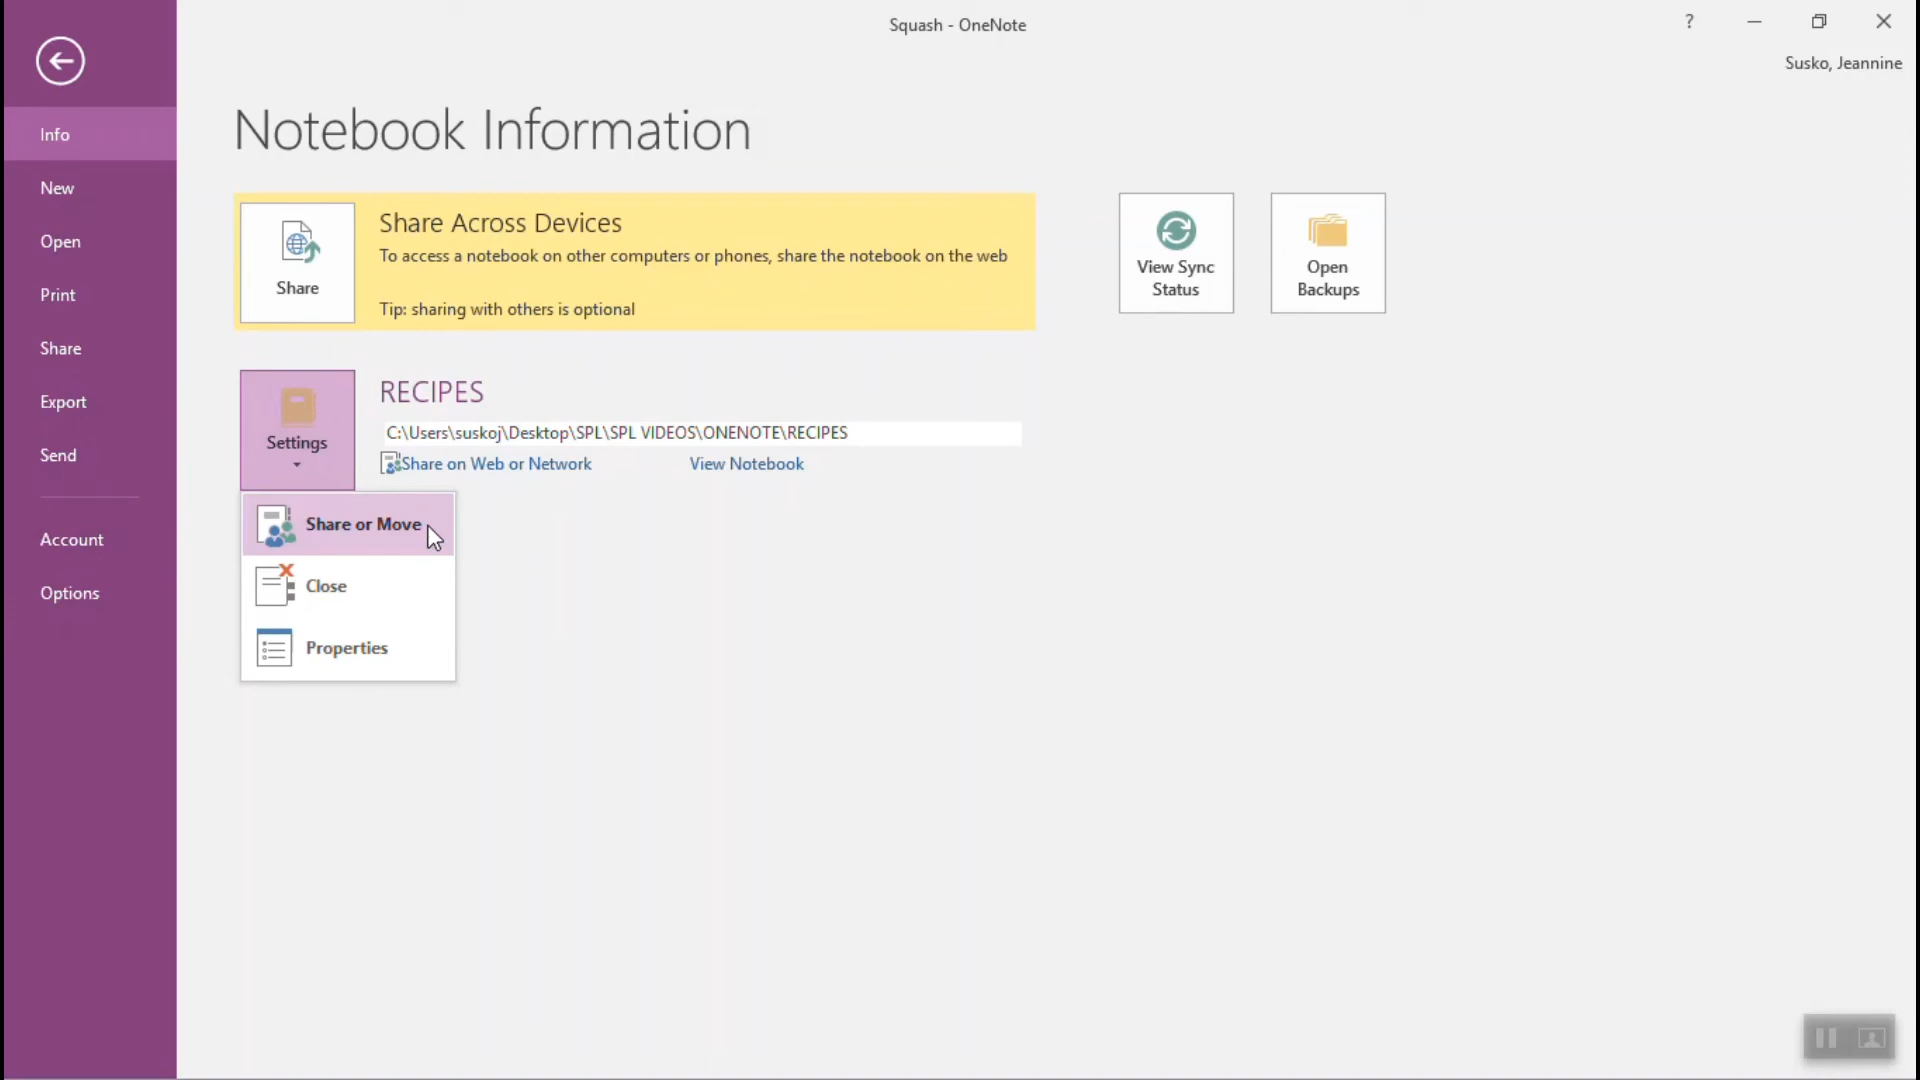 Squash - OneNote
?
Susko, Jeannine
Info
New
Open
Print
Share
Export
Send
Account
Options
Notebook Information
Share
Share Across Devices
To access a notebook on other computers or phones, share the notebook on the web
Tip: sharing with others is optional
View Sync
Status
Open
Backups
Settings
RECIPES
C:\Users\suskoj\Desktop\SPL\SPL VIDEOS\ONENOTE\RECIPES
Share on Web or Network
View Notebook
Share or Move
Close
Properties